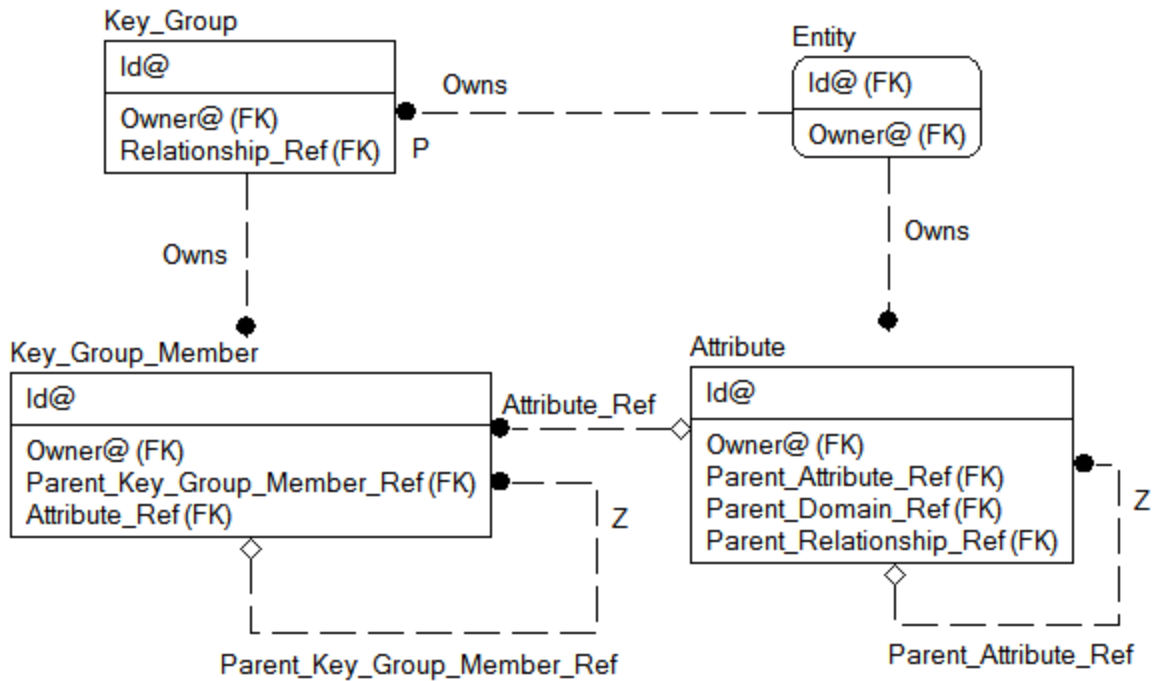 Key_Group
Id@
Owner@ (FK)
Relationship_Ref (FK)
Owns
P
Entity
Id@ (FK)
Owner@ (FK)
Owns
Owns
Key_Group_Member
Id@
Owner@ (FK)
Parent_Key_Group_Member_Ref (FK)
Attribute_Ref (FK)
Attribute_Ref
Z
Parent_Key_Group_Member_Ref
Attribute
Id@
Owner@ (FK)
Parent_Attribute_Ref (FK)
Parent_Domain_Ref (FK)
Parent_Relationship_Ref (FK)
Z
Parent_Attribute_Ref